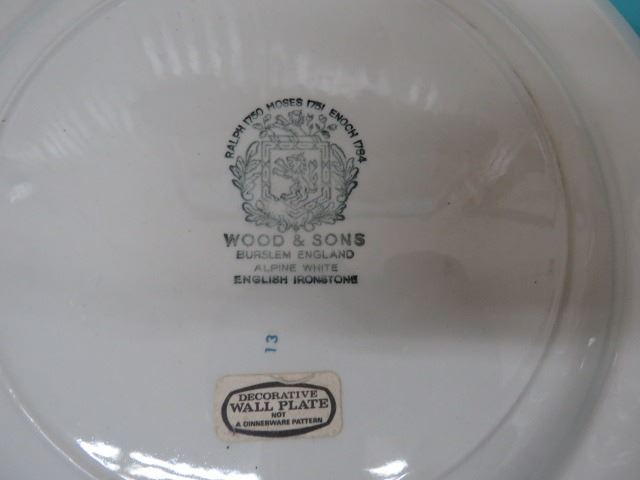 RALPH 1750 MOSES 1751 ENOCH 1784
WOOD & SONS
BURSLEM ENGLAND
ALPINE WHITE
ENGLISH IRONSTONE
13
DECORATIVE
WALL PLATE
NOT
A DINNERWARE PATTERN